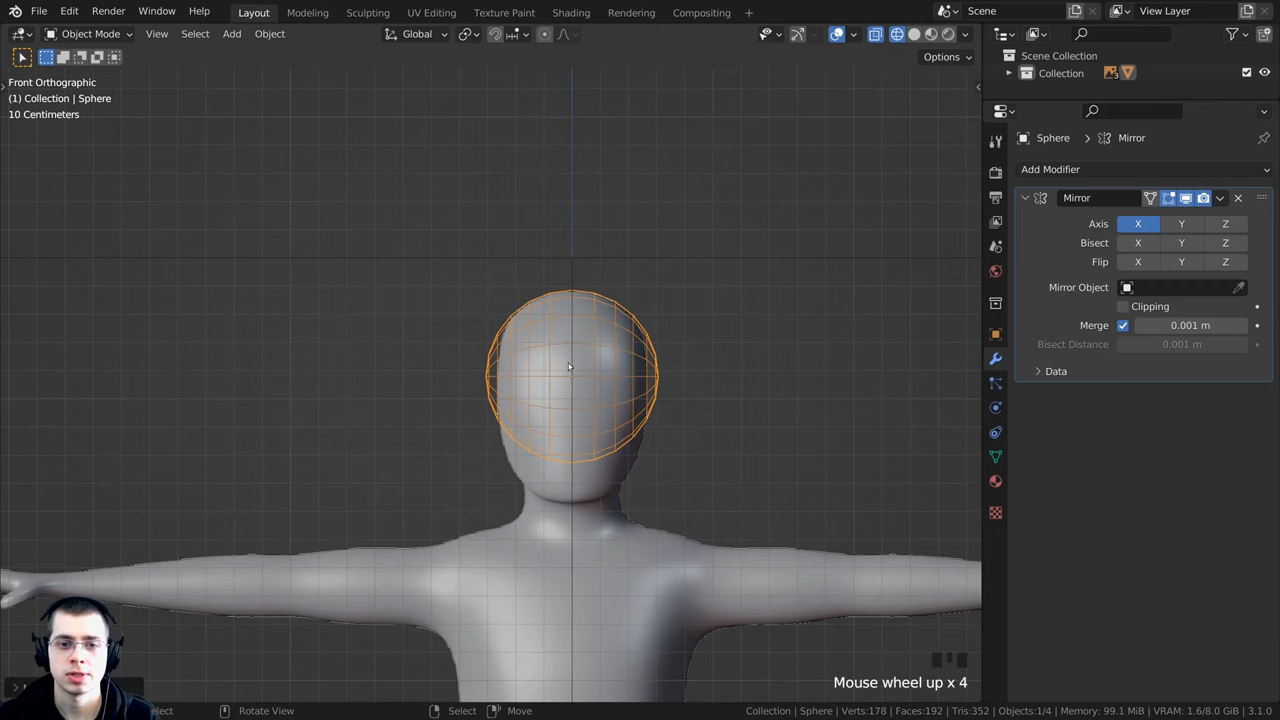 File Edit Render Window Help Layout Modeling Sculpting UV Editing Texture Paint Shading Rendering Compositing + Scene View Layer
Object Mode View Select Add Object Global
Options
Front Orthographic
(1) Collection | Sphere
10 Centimeters
Scene Collection
Collection
Sphere > Mirror
Add Modifier
Mirror
Axis X Y Z
Bisect X Y Z
Flip X Y Z
Mirror Object
Clipping
Merge 0.001 m
Bisect Distance 0.001 m
Data
Mouse wheel up x 4
Rotate View Select Move Collection | Sphere | Verts:178 | Faces:192 | Tris:352 | Objects:1/4 | Memory: 99.1 MiB | VRAM: 1.6/8.0 GiB | 3.1.0